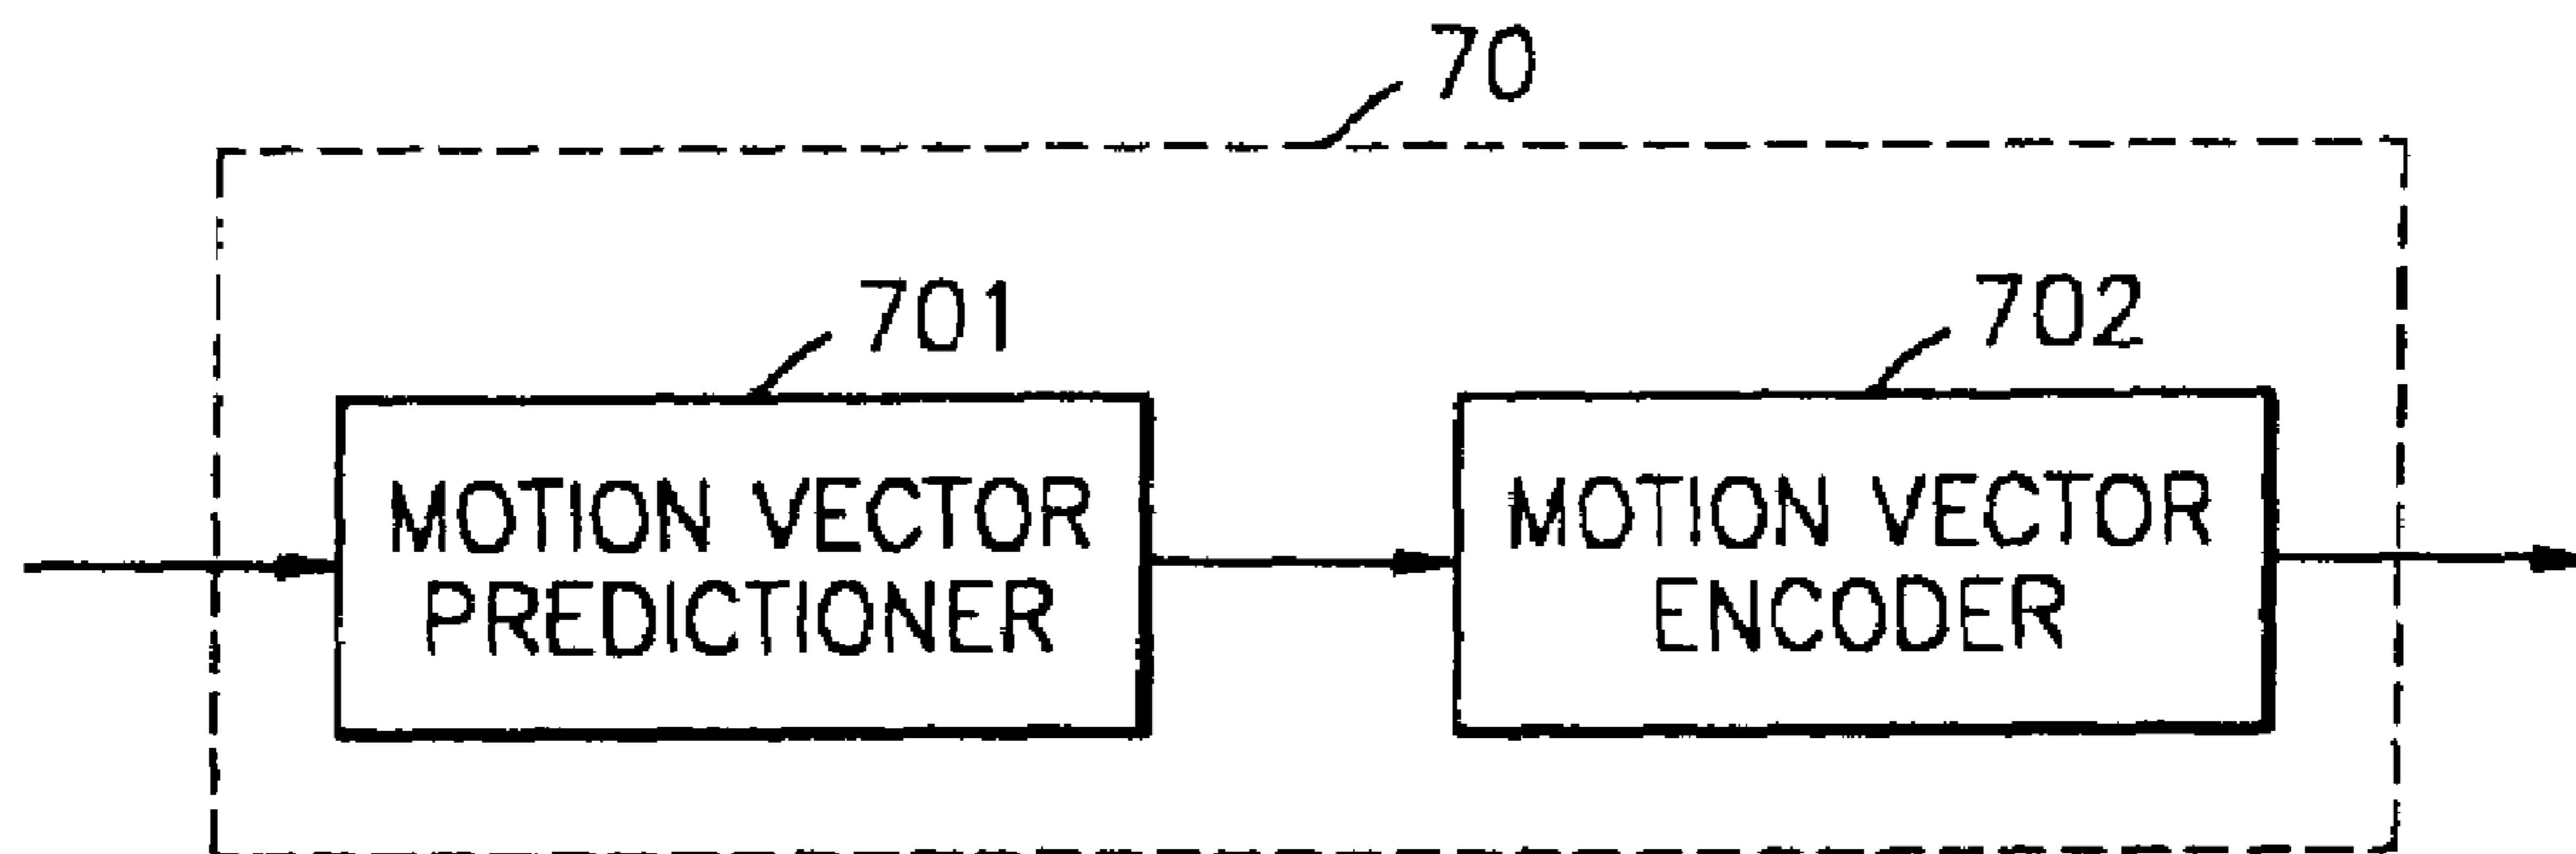 70
701
702
MOTION VECTOR
PREDICTIONER
MOTION VECTOR
ENCODER